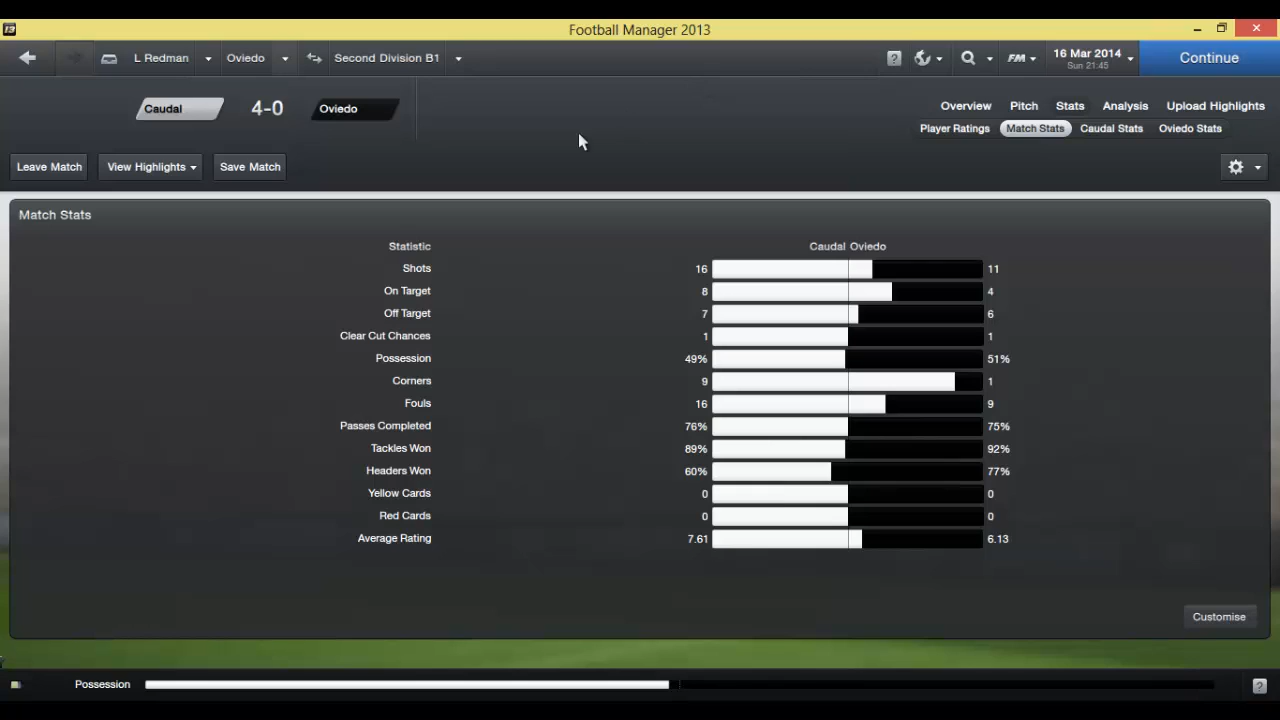 13 Football Manager 2013
L Redman Oviedo Second Division B1 ? FM 16 Mar 2014 Continue
Sun 21:45
Caudal 4-0 Oviedo Overview Pitch Stats Analysis Upload Highlights
Player Ratings Match Stats Caudal Stats Oviedo Stats
Leave Match View Highlights Save Match
Match Stats
Statistic Caudal Oviedo
Shots 16 11
On Target 8 4
Off Target 7 6
Clear Cut Chances 1 1
Possession 49% 51%
Corners 9 1
Fouls 16 9
Passes Completed 76% 75%
Tackles Won 89% 92%
Headers Won 60% 77%
Yellow Cards 0 0
Red Cards 0 0
Average Rating 7.61 6.13
Customise
Possession ?